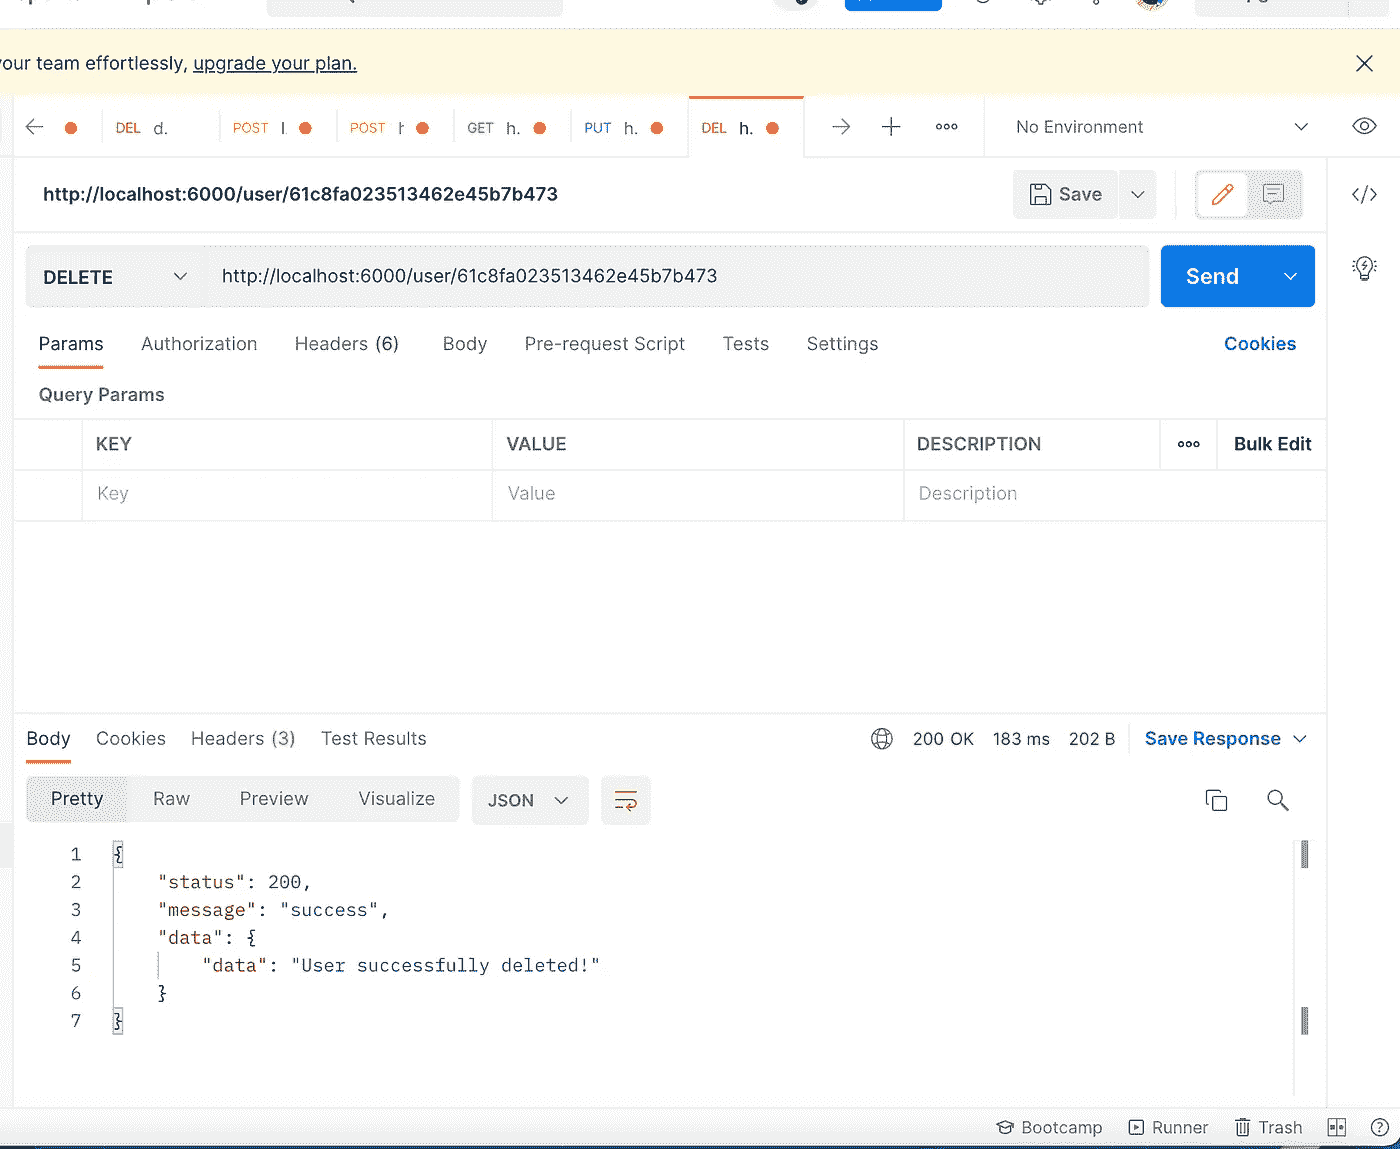 your team effortlessly, upgrade your plan.
DEL d. POST l. POST h GET h. PUT h. DEL h. No Environment
http://localhost:6000/user/61c8fa023513462e45b7b473 Save
DELETE http://localhost:6000/user/61c8fa023513462e45b7b473 Send
Params Authorization Headers (6) Body Pre-request Script Tests Settings Cookies
Query Params
KEY VALUE DESCRIPTION Bulk Edit
Key Value Description
Body Cookies Headers (3) Test Results 200 OK 183 ms 202 B Save Response
Pretty Raw Preview Visualize JSON
1 {
2 "status": 200,
3 "message": "success",
4 "data": {
5 "data": "User successfully deleted!"
6 }
7 }
Bootcamp Runner Trash